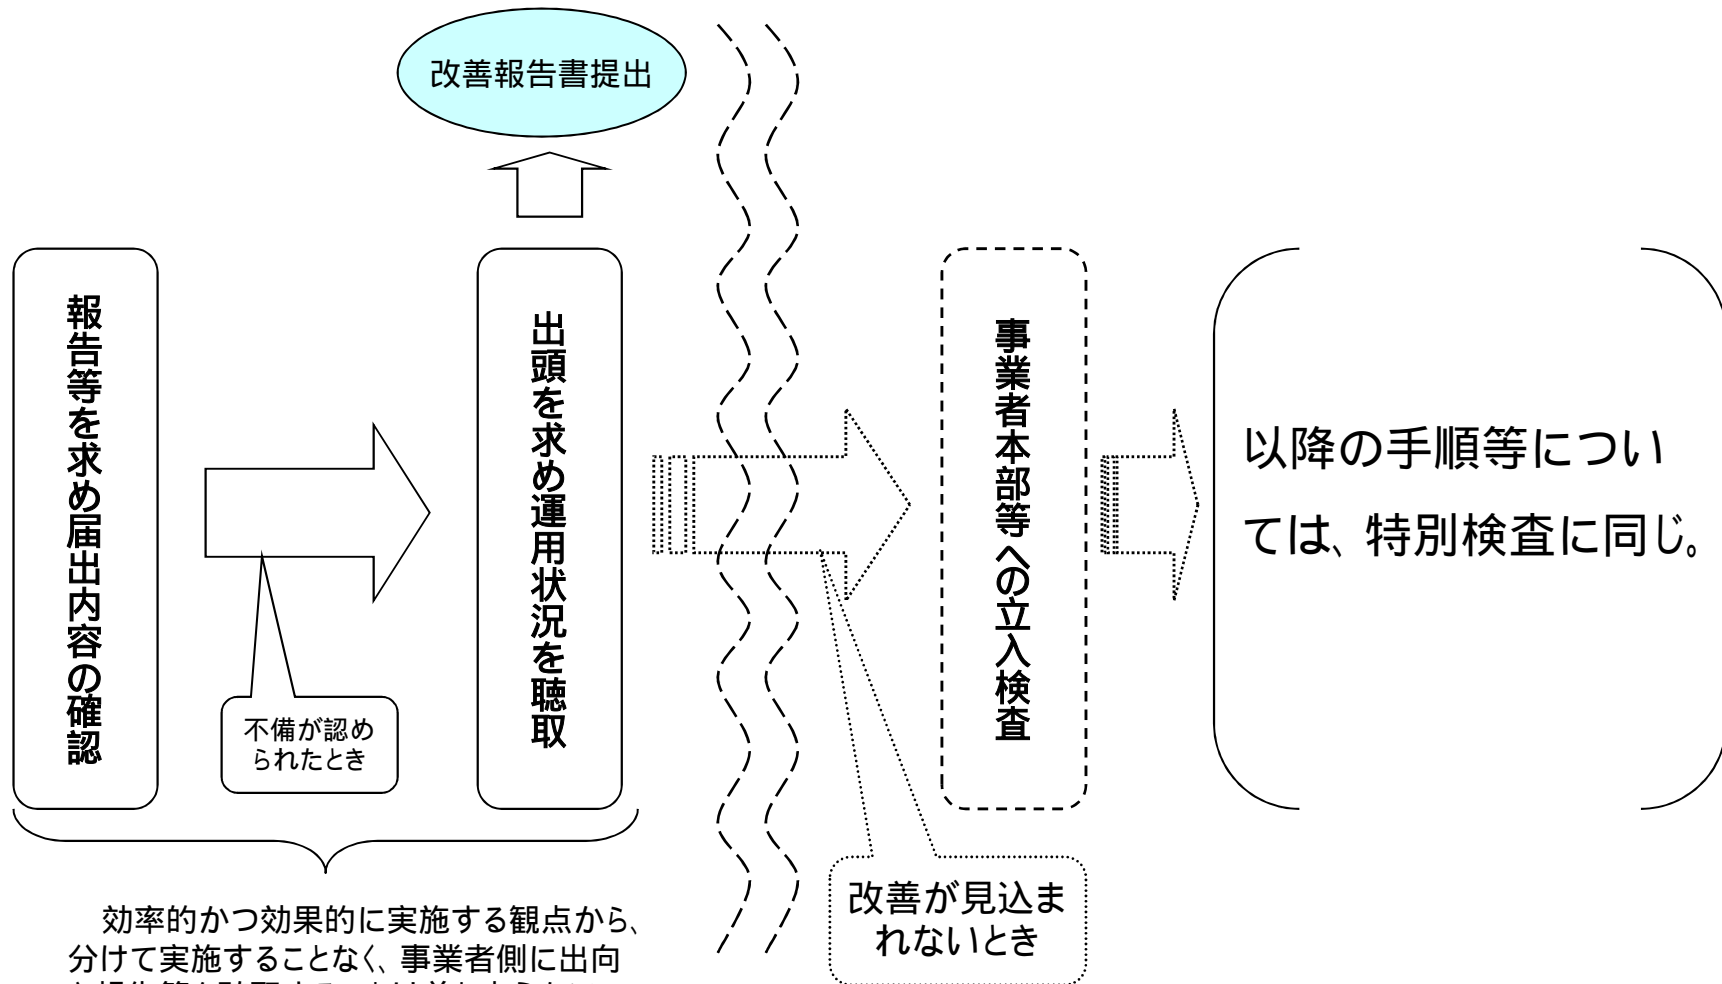 改善報告書提出
報告等を求め届出内容の確認
不備が認め
られたとき
出頭を求め運用状況を聴取
事業者本部等への立入検査
改善が見込ま
れないとき
以降の手順等につい
ては、特別検査に同じ。
効率的かつ効果的に実施する観点から、
分けて実施することなく、事業者側に出向